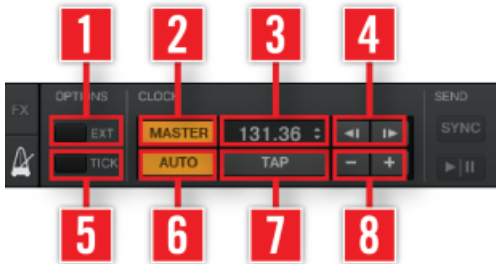 1 2 3 4
OPTIONS CLOCK SEND
FX EXT MASTER 131.36 SYNC
TICK AUTO TAP − +
5 6 7 8